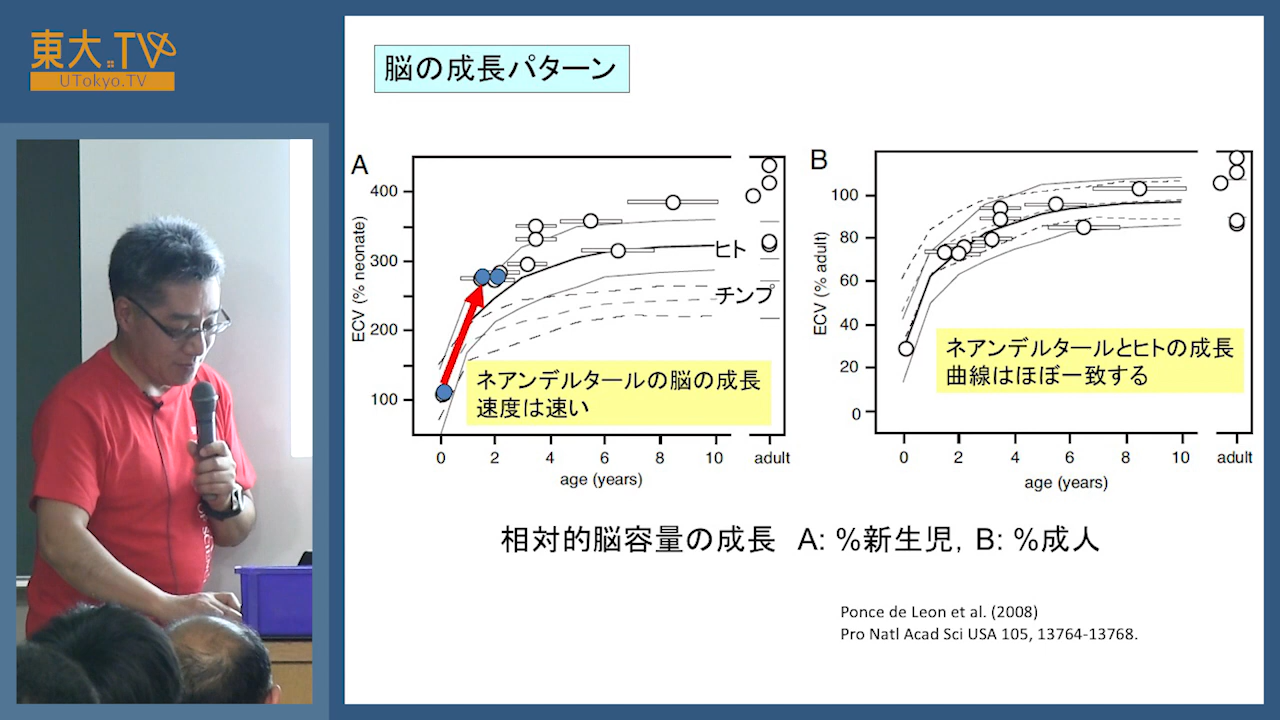 東大.TV
UTokyo.TV
脳の成長パターン
A
ECV (% neonate)
400
300
200
100
0 2 4 6 8 10 adult
age (years)
ヒト
チンプ
ネアンデルタールの脳の成長
速度は速い
B
ECV (% adult)
100
80
60
40
20
0
0 2 4 6 8 10 adult
age (years)
ネアンデルタールとヒトの成長
曲線はほぼ一致する
相対的脳容量の成長 A: %新生児, B: %成人
Ponce de Leon et al. (2008)
Pro Natl Acad Sci USA 105, 13764-13768.